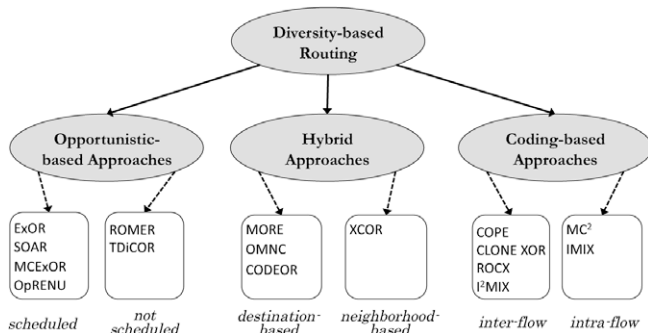 Diversity-based
Routing
Opportunistic-
based Approaches
Hybrid
Approaches
Coding-based
Approaches
ExOR
SOAR
MCExOR
OpRENU
ROMER
TDiCOR
MORE
OMNC
CODEOR
XCOR
COPE
CLONE XOR
ROCX
I²MIX
MC²
IMIX
scheduled
not
scheduled
destination-
based
neighborhood-
based
inter-flow
intra-flow